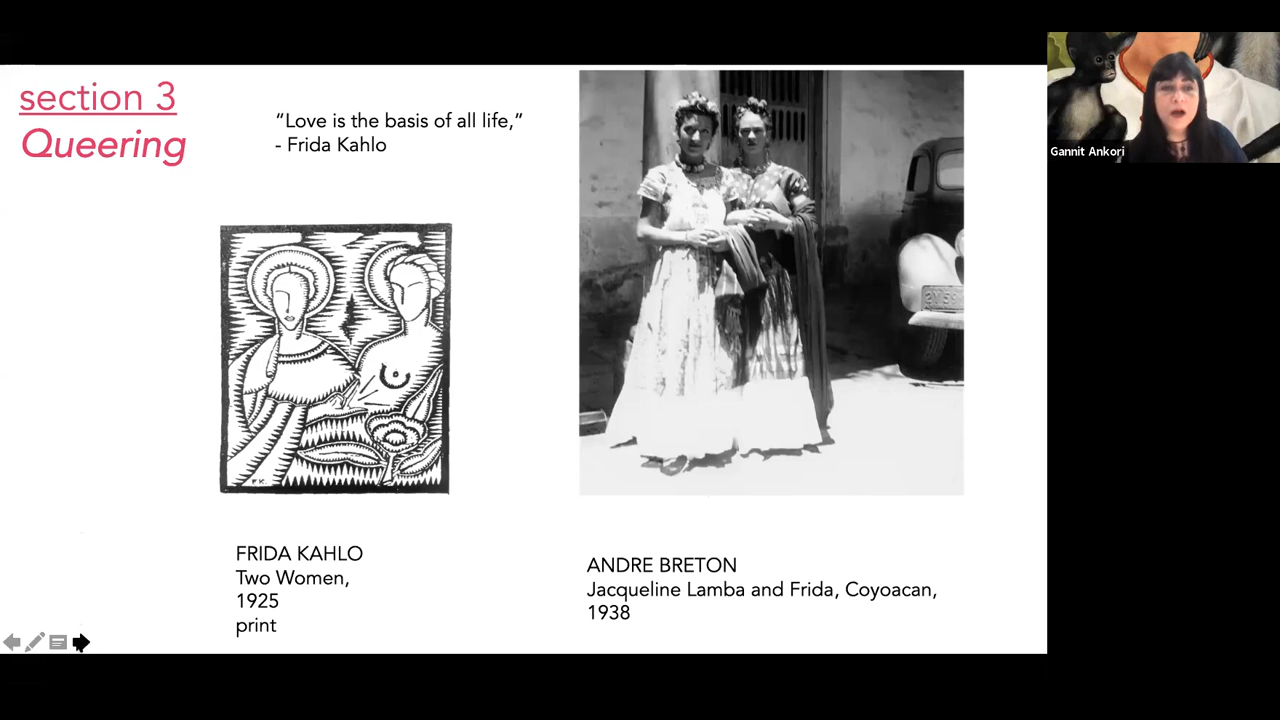 section 3
Queering
“Love is the basis of all life,”
- Frida Kahlo
Gannit Ankori
F.K.
FRIDA KAHLO
Two Women,
1925
print
ANDRE BRETON
Jacqueline Lamba and Frida, Coyoacan,
1938